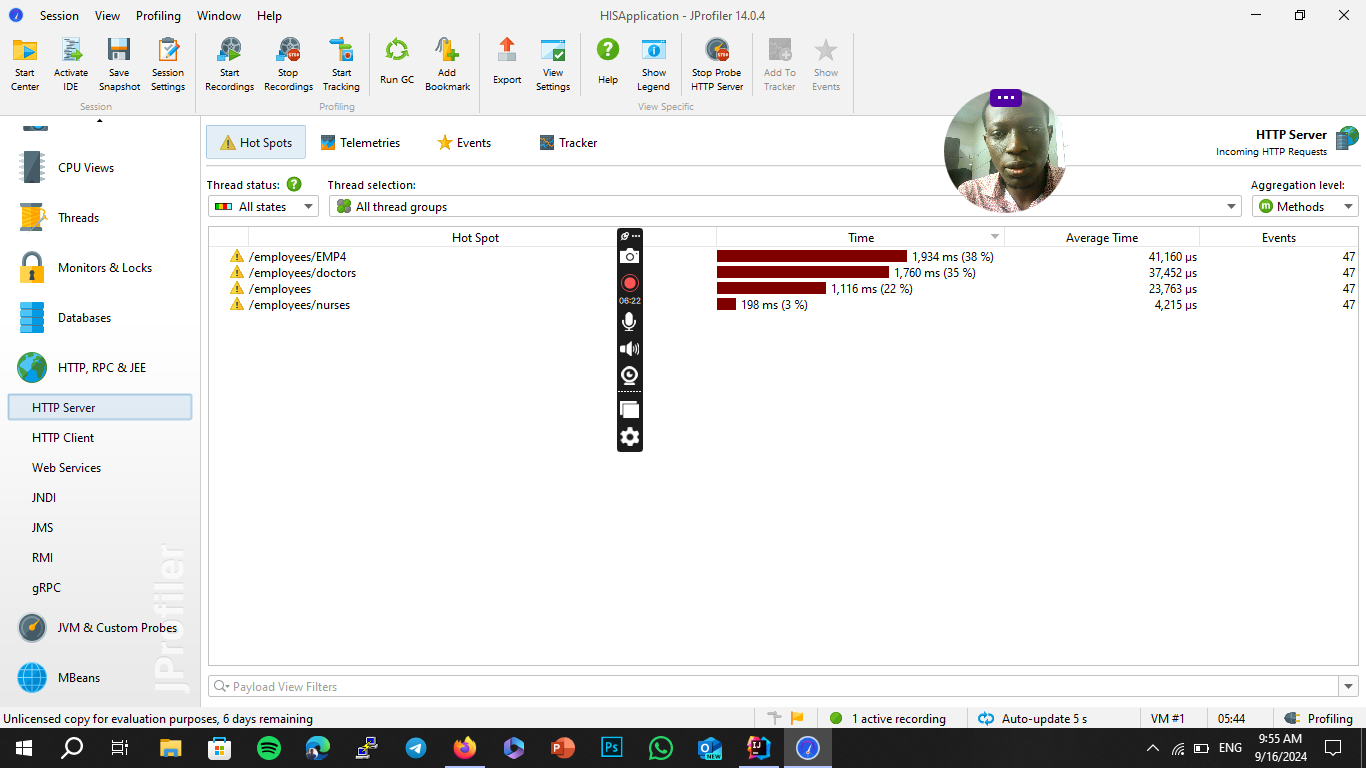 Session View Profiling Window Help
HISApplication - JProfiler 14.0.4
Start Center
Activate IDE
Save Snapshot
Session Settings
Start Recordings
Stop Recordings
Start Tracking
Run GC
Add Bookmark
Export
View Settings
Help
Show Legend
Stop Probe HTTP Server
Add To Tracker
Show Events
Session
Profiling
View Specific
CPU Views
Threads
Monitors & Locks
Databases
HTTP, RPC & JEE
HTTP Server
HTTP Client
Web Services
JNDI
JMS
RMI
gRPC
JVM & Custom Probes
MBeans
JProfiler
Hot Spots
Telemetries
Events
Tracker
HTTP Server
Incoming HTTP Requests
Thread status:
Thread selection:
Aggregation level:
All states
All thread groups
Methods
Hot Spot Time Average Time Events
/employees/EMP4 1,934 ms (38 %) 41,160 µs 47
/employees/doctors 1,760 ms (35 %) 37,452 µs 47
/employees 1,116 ms (22 %) 23,763 µs 47
/employees/nurses 198 ms (3 %) 4,215 µs 47
06:22
Payload View Filters
Unlicensed copy for evaluation purposes, 6 days remaining
1 active recording
Auto-update 5 s
VM #1
05:44
Profiling
ENG
9:55 AM
9/16/2024